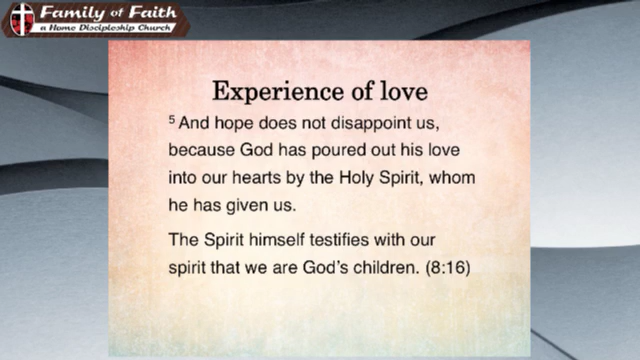 Family of Faith
a Home Discipleship Church
Experience of love
⁵ And hope does not disappoint us,
because God has poured out his love
into our hearts by the Holy Spirit, whom
he has given us.
The Spirit himself testifies with our
spirit that we are God’s children. (8:16)